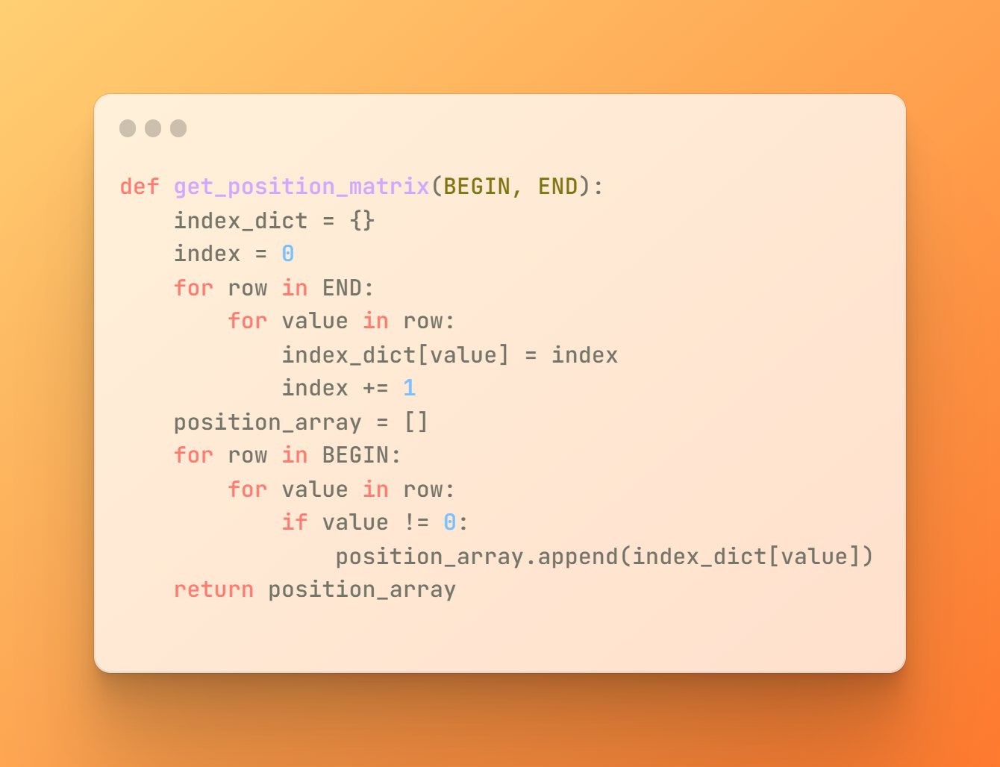 def get_position_matrix(BEGIN, END):
    index_dict = {}
    index = 0
    for row in END:
        for value in row:
            index_dict[value] = index
            index += 1
    position_array = []
    for row in BEGIN:
        for value in row:
            if value != 0:
                position_array.append(index_dict[value])
    return position_array